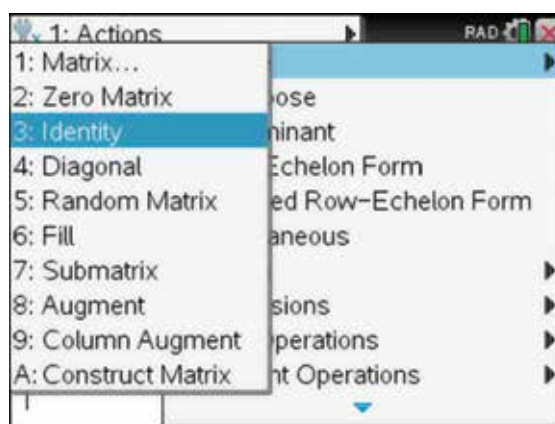 1: Actions RAD
1: Matrix...
2: Zero Matrix ose
3: Identity ninant
4: Diagonal Echelon Form
5: Random Matrix ed Row-Echelon Form
6: Fill aneous
7: Submatrix
8: Augment sions
9: Column Augment perations
A: Construct Matrix nt Operations